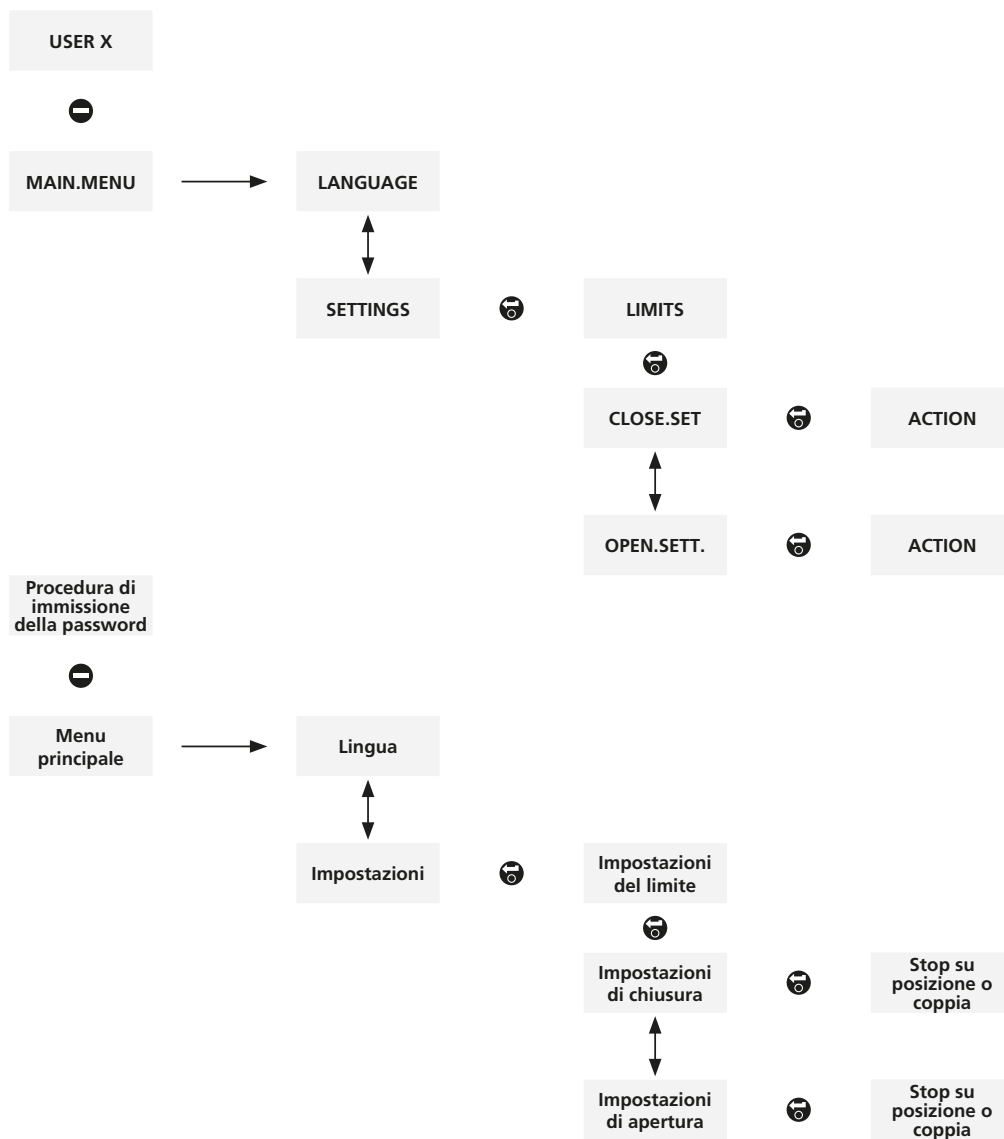 USER X
MAIN.MENU
LANGUAGE
SETTINGS
LIMITS
CLOSE.SET
ACTION
OPEN.SETT.
ACTION
Procedura di
immissione
della password
Menu
principale
Lingua
Impostazioni
Impostazioni
del limite
Impostazioni
di chiusura
Stop su
posizione o
coppia
Impostazioni
di apertura
Stop su
posizione o
coppia